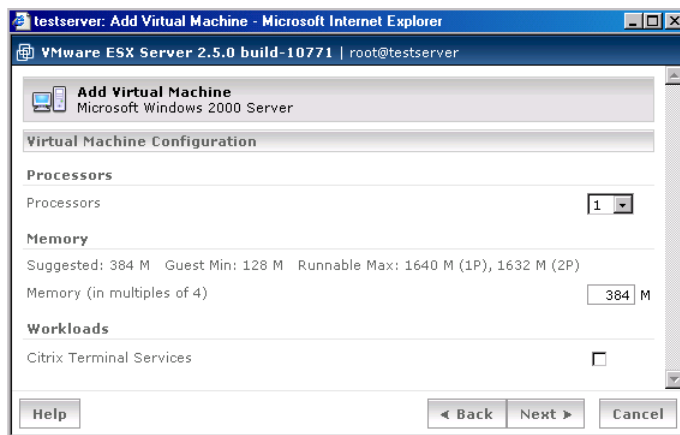 testserver: Add Virtual Machine - Microsoft Internet Explorer
VMware ESX Server 2.5.0 build-10771 | root@testserver
Add Virtual Machine
Microsoft Windows 2000 Server
Virtual Machine Configuration
Processors
Processors 1
Memory
Suggested: 384 M Guest Min: 128 M Runnable Max: 1640 M (1P), 1632 M (2P)
Memory (in multiples of 4) 384 M
Workloads
Citrix Terminal Services
Help Back Next Cancel